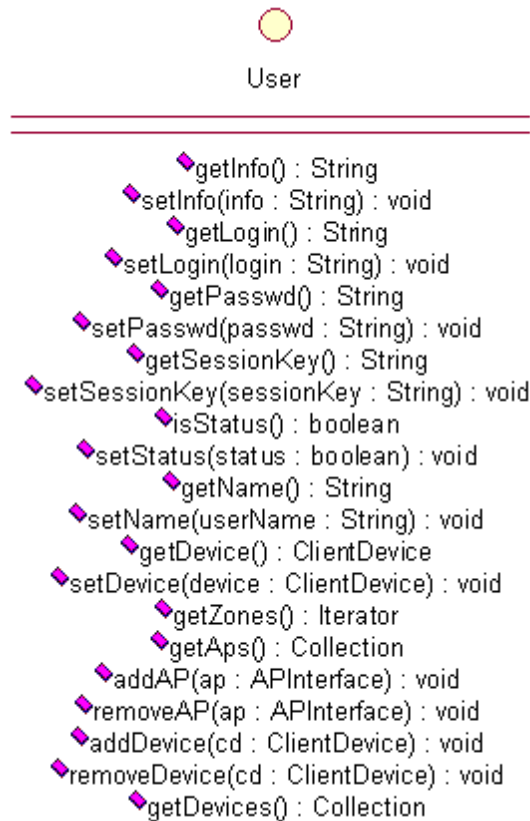 User
getInfo() : String
setInfo(info : String) : void
getLogin() : String
setLogin(login : String) : void
getPasswd() : String
setPasswd(passwd : String) : void
getSessionKey() : String
setSessionKey(sessionKey : String) : void
isStatus() : boolean
setStatus(status : boolean) : void
getName() : String
setName(userName : String) : void
getDevice() : ClientDevice
setDevice(device : ClientDevice) : void
getZones() : Iterator
getAps() : Collection
addAP(ap : APInterface) : void
removeAP(ap : APInterface) : void
addDevice(cd : ClientDevice) : void
removeDevice(cd : ClientDevice) : void
getDevices() : Collection